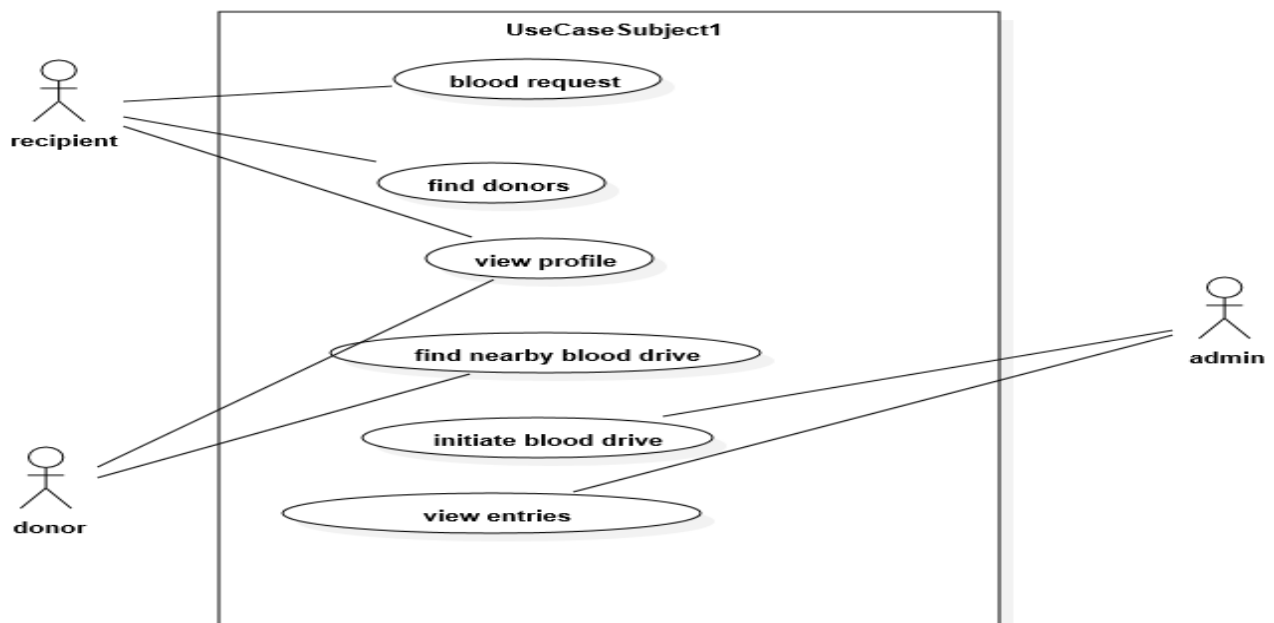 UseCaseSubject1
blood request
recipient
find donors
view profile
find nearby blood drive
admin
initiate blood drive
view entries
donor